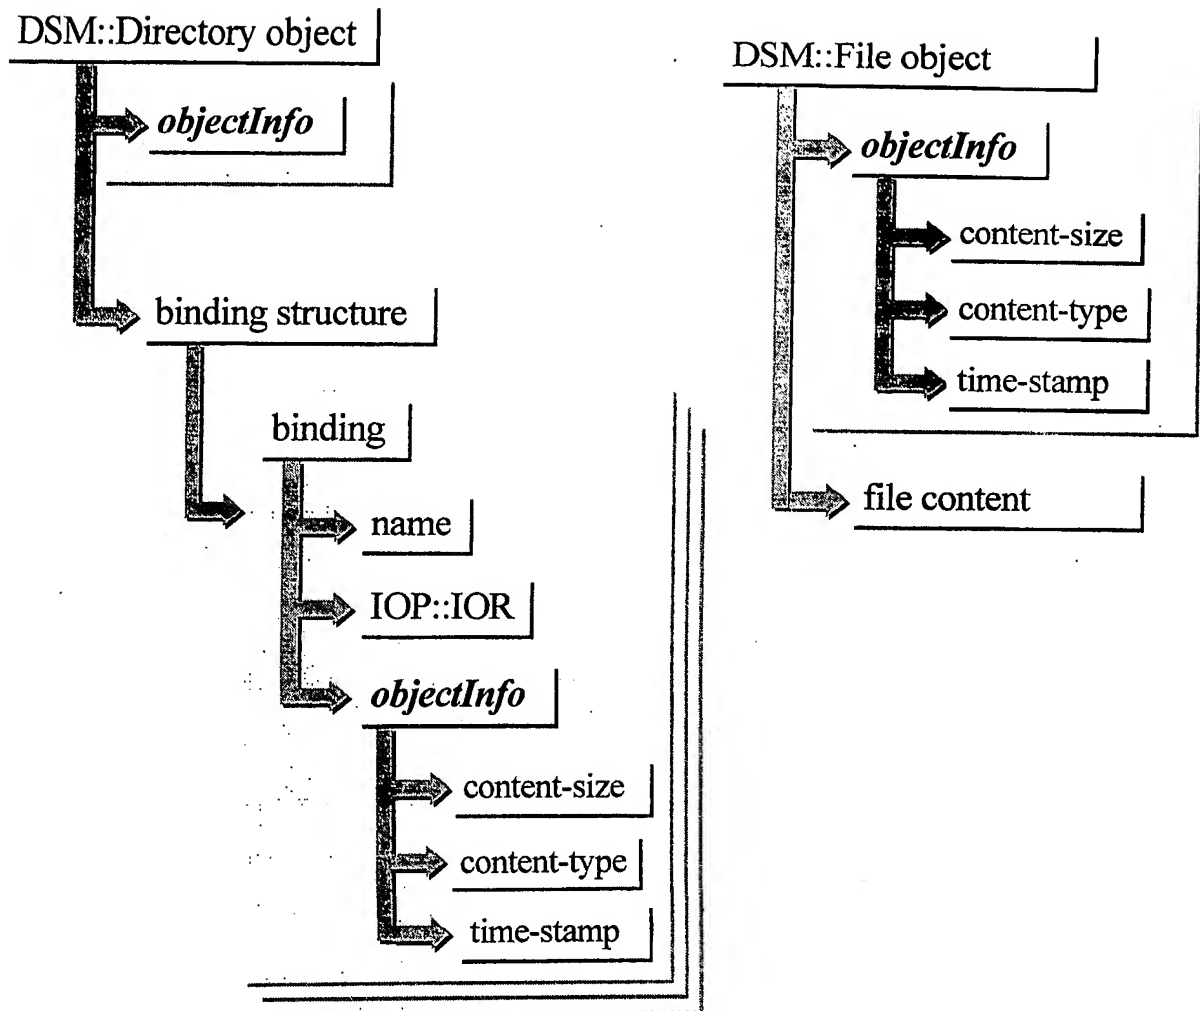 DSM::Directory object
objectInfo
binding structure
binding
name
IOP::IOR
objectInfo
content-size
content-type
time-stamp
DSM::File object
objectInfo
content-size
content-type
time-stamp
file content